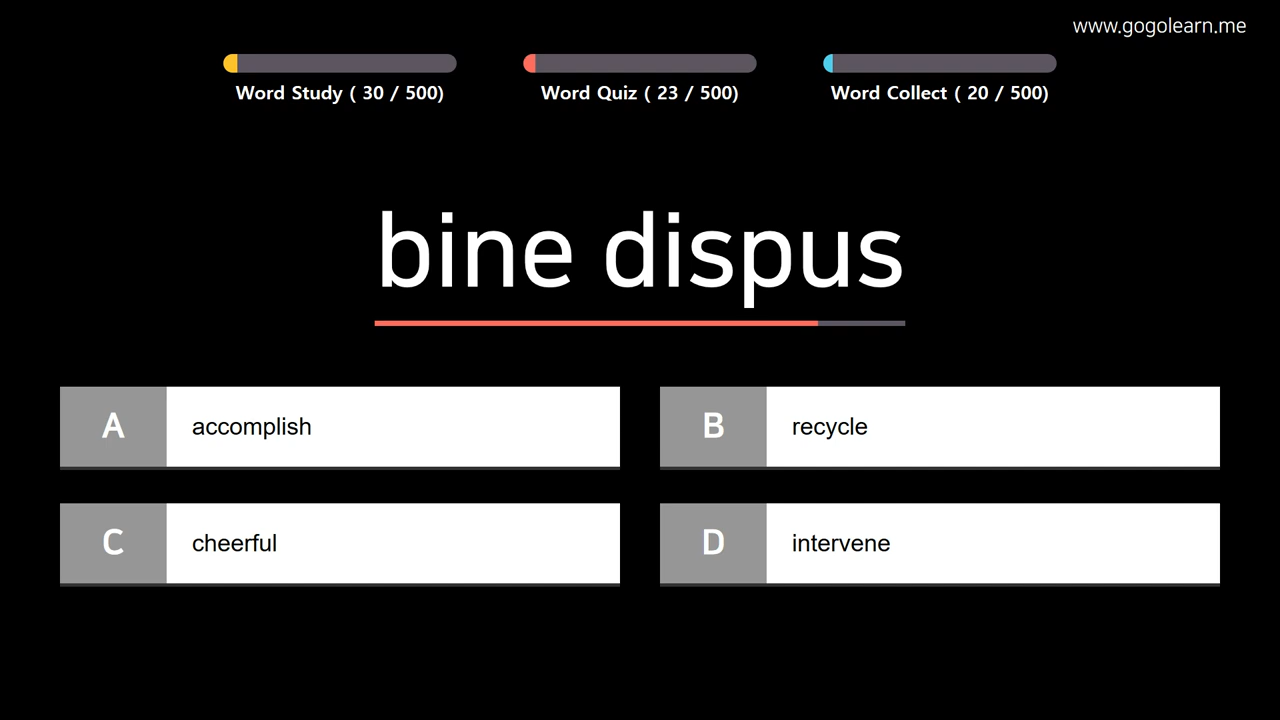 www.gogolearn.me
Word Study ( 30 / 500)
Word Quiz ( 23 / 500)
Word Collect ( 20 / 500)
bine dispus
A accomplish
B recycle
C cheerful
D intervene